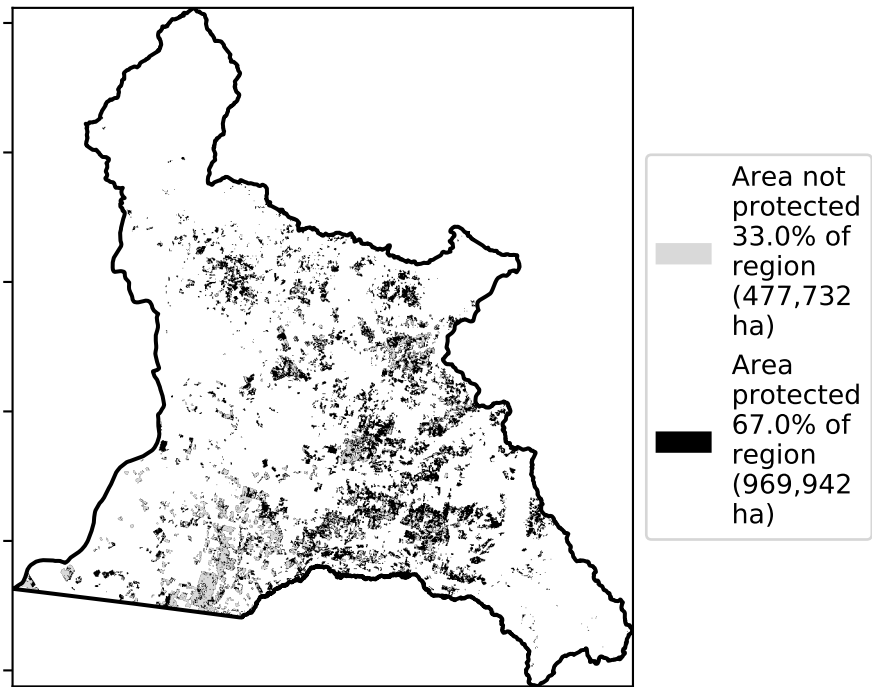 Area not
protected
33.0% of
region
(477,732
ha)
Area
protected
67.0% of
region
(969,942
ha)